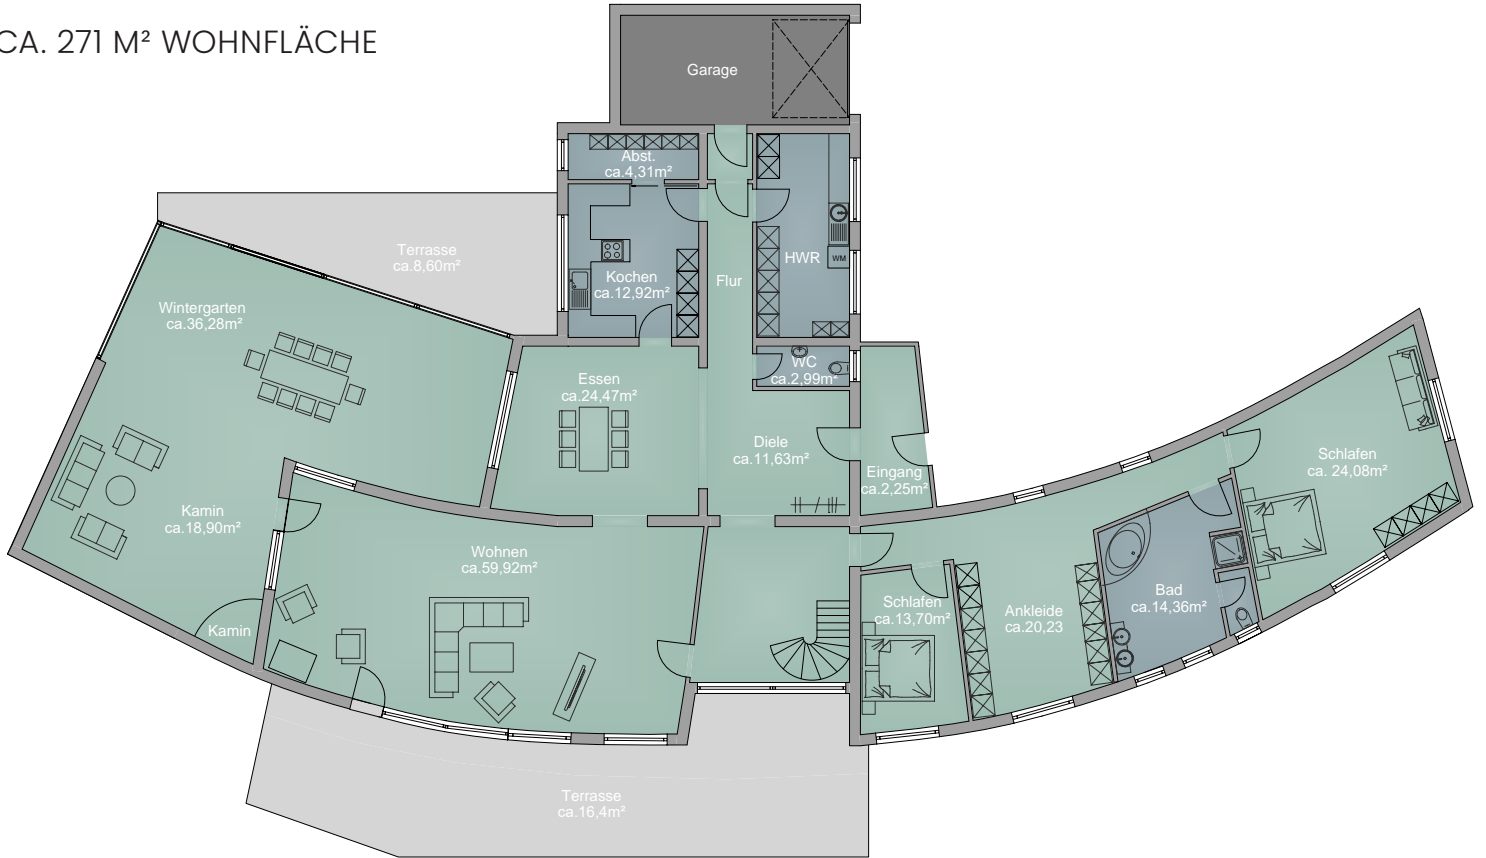 CA. 271 M² WOHNFLÄCHE
Garage
Abst.
ca.4,31m²
Terrasse
ca.8,60m²
Kochen
ca.12,92m²
Flur
HWR
WM
Wintergarten
ca.36,28m²
Essen
ca.24,47m²
WC
ca.2,99m²
Diele
ca.11,63m²
Eingang
ca.2,25m²
Schlafen
ca. 24,08m²
Kamin
ca.18,90m²
Wohnen
ca.59,92m²
Kamin
Schlafen
ca.13,70m²
Ankleide
ca.20,23
Bad
ca.14,36m²
Terrasse
ca.16,4m²